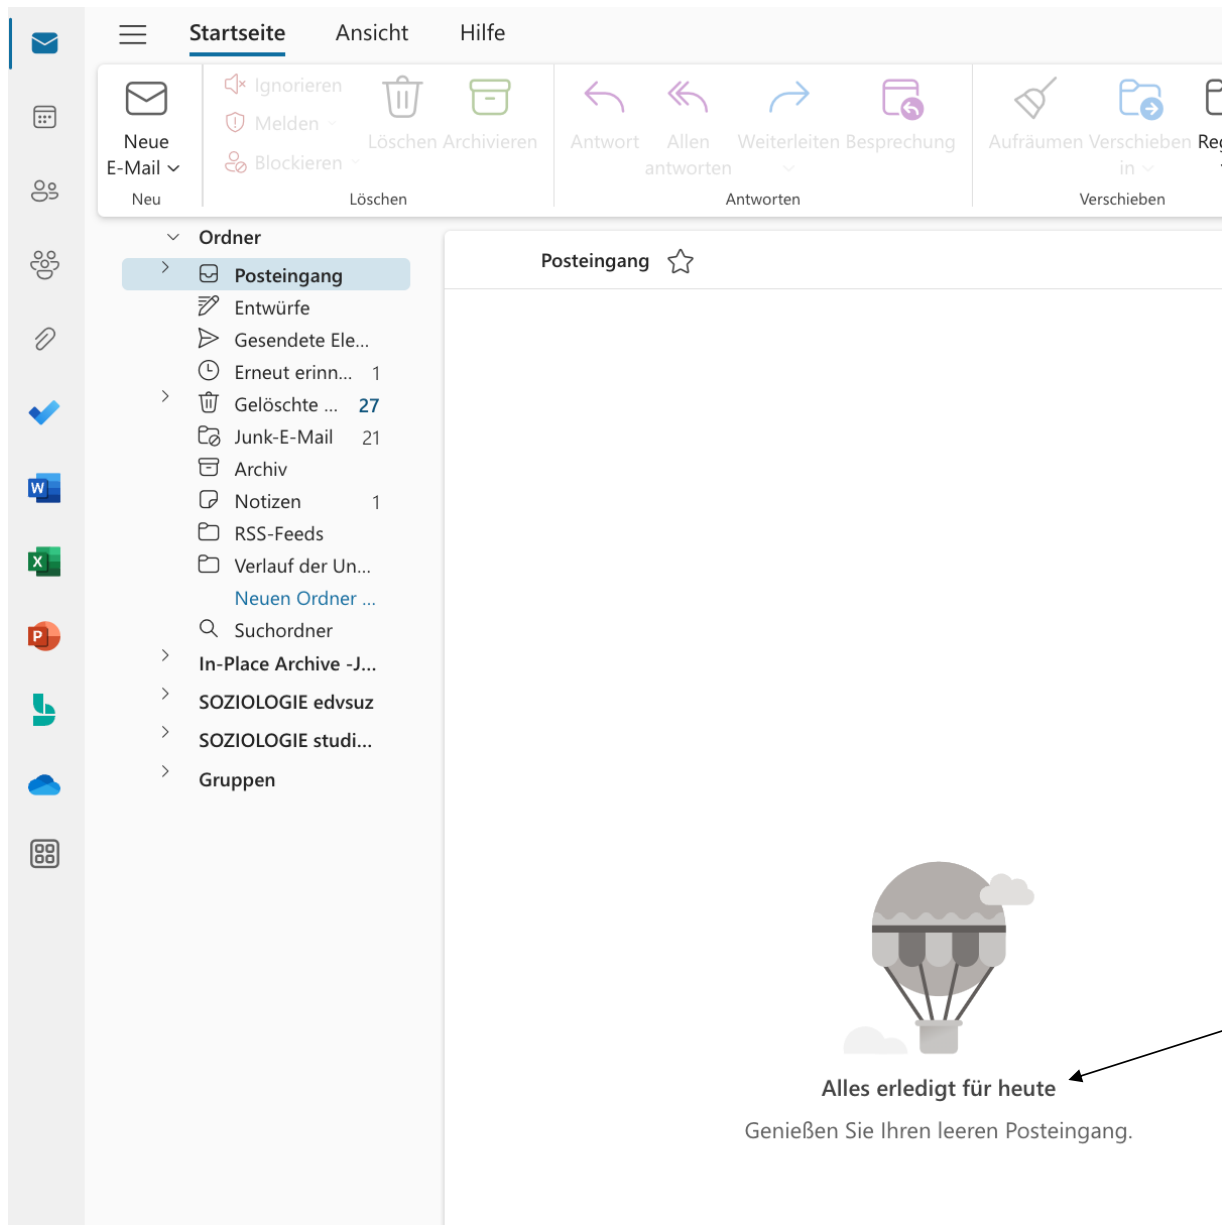 Startseite Ansicht Hilfe
Neue
E-Mail
Neu
Ignorieren
Melden
Blockieren
Löschen
Archivieren
Löschen
Antwort
Allen
antworten
Weiterleiten
Besprechung
Antworten
Aufräumen
Verschieben
in
Verschieben
Ordner
Posteingang
Entwürfe
Gesendete Ele...
Erneut erinn... 1
Gelöschte ... 27
Junk-E-Mail 21
Archiv
Notizen 1
RSS-Feeds
Verlauf der Un...
Neuen Ordner ...
Suchordner
In-Place Archive -J...
SOZIOLOGIE edvsuz
SOZIOLOGIE studi...
Gruppen
W
X
P
Posteingang
Alles erledigt für heute
Genießen Sie Ihren leeren Posteingang.